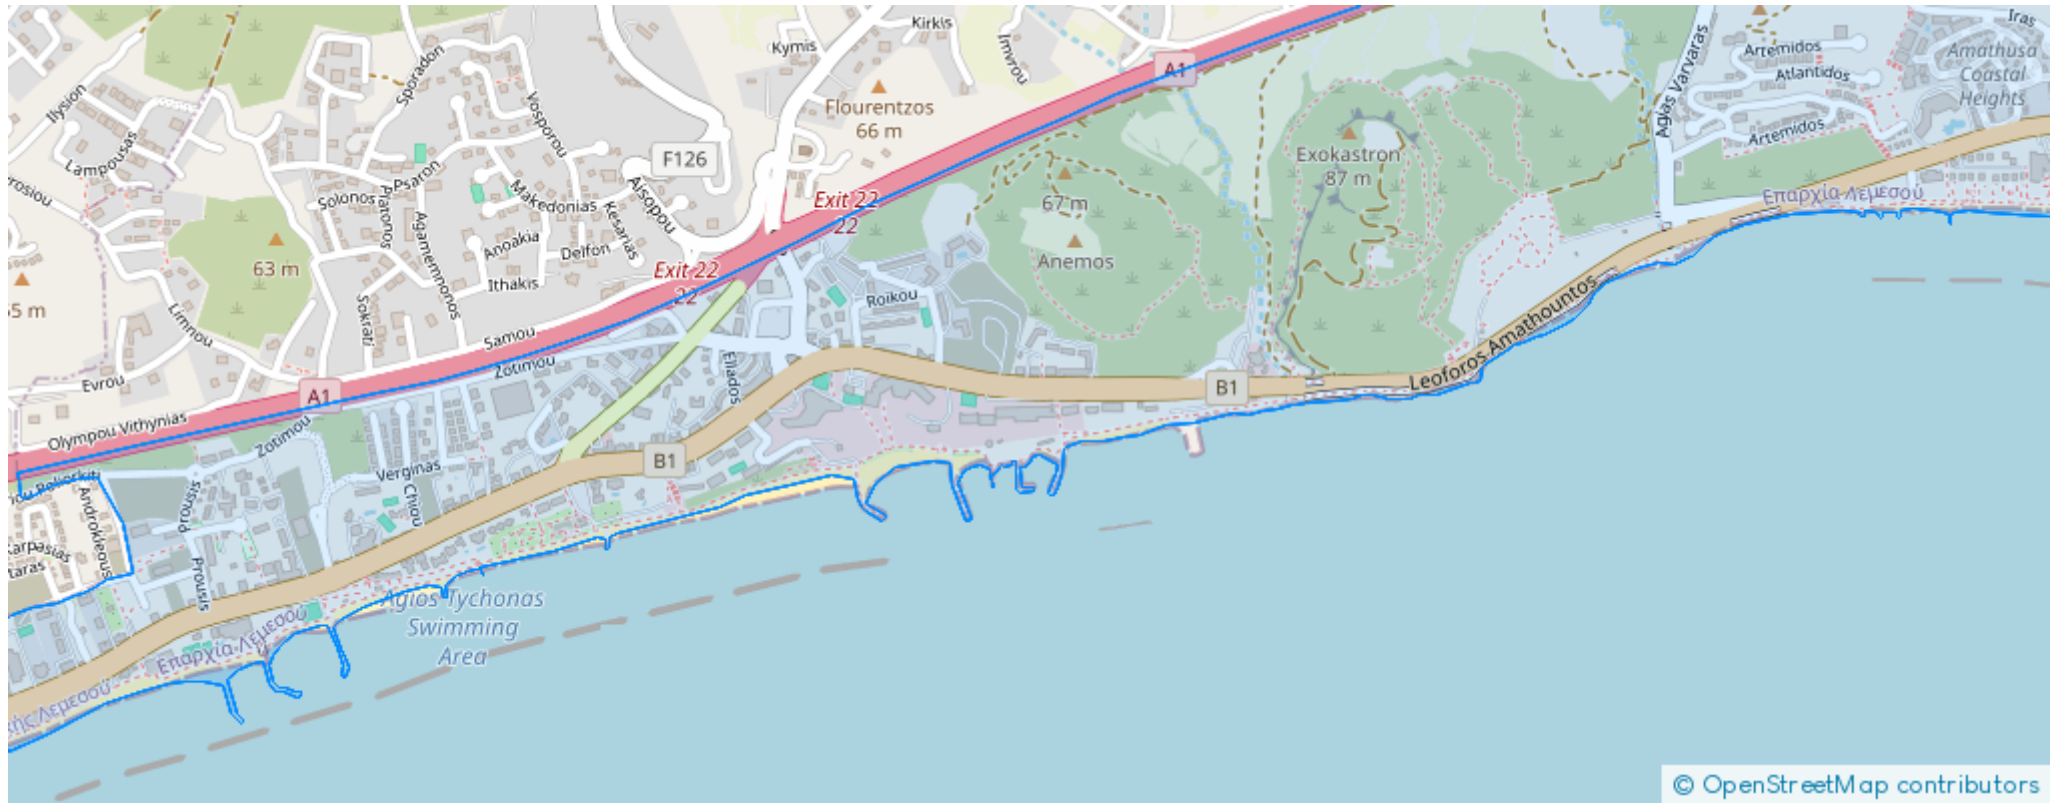 Kirkis
Iras
Kymis
Imvrou
Artemidos
Amathusa
Coastal
Heights
Sporadon
A1
Atlantidos
Ilysion
Vosporou
Flourentzos
66 m
Agias Varvaras
Artemidos
Lampousas
F126
Exokastron
87 m
Psaron
Makedonias
Aisopou
Solonos
Platonos
Kesarias
Exit 22
22
67 m
Επαρχία Λεμεσού
Agamemnonos
Anoakia
Delfon
63 m
Exit 22
22
Anemos
Ithakis
Roikou
Sokrati
Limnou
Samou
Leoforos Amathountos
Zotimou
Ellados
Evrou
A1
B1
Olympou Vithynias
Zotimou
B1
Verginas
Chiou
Androkleous
Prousis
Karpasias
Prousis
Agios Tychonas
Swimming
Area
Επαρχία Λεμεσού
Λεμεσού
© OpenStreetMap contributors